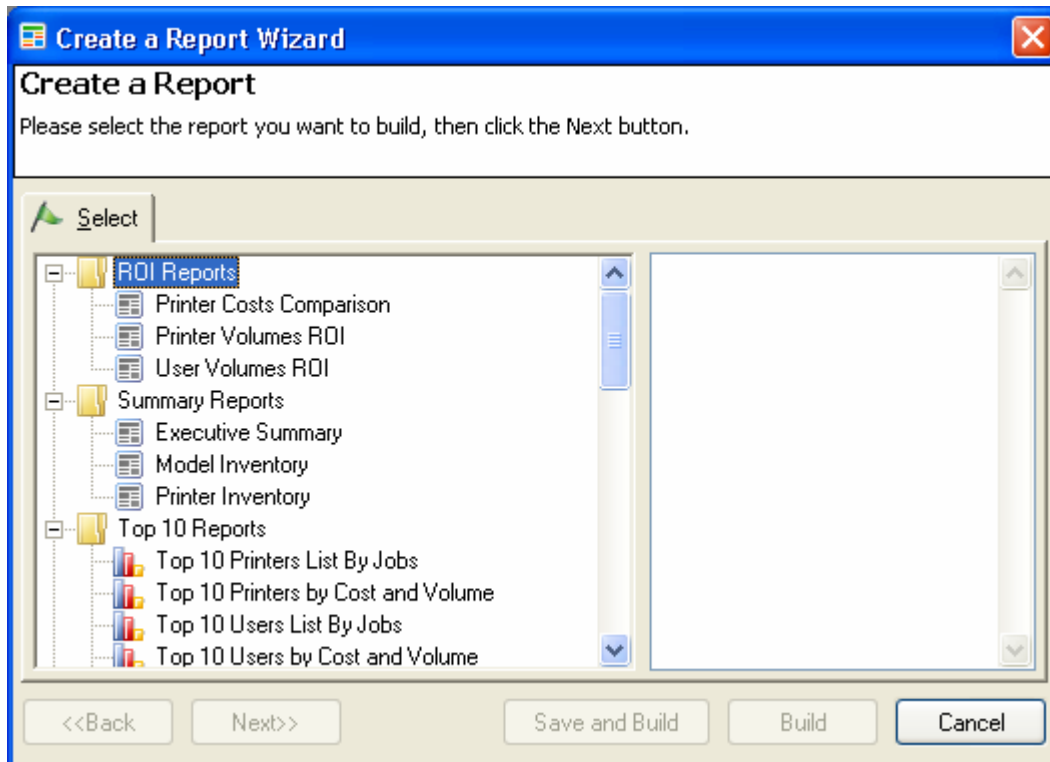 Create a Report Wizard
Create a Report
Please select the report you want to build, then click the Next button.
Select
ROI Reports
Printer Costs Comparison
Printer Volumes ROI
User Volumes ROI
Summary Reports
Executive Summary
Model Inventory
Printer Inventory
Top 10 Reports
Top 10 Printers List By Jobs
Top 10 Printers by Cost and Volume
Top 10 Users List By Jobs
Top 10 Users by Cost and Volume
<<Back Next>> Save and Build Build Cancel